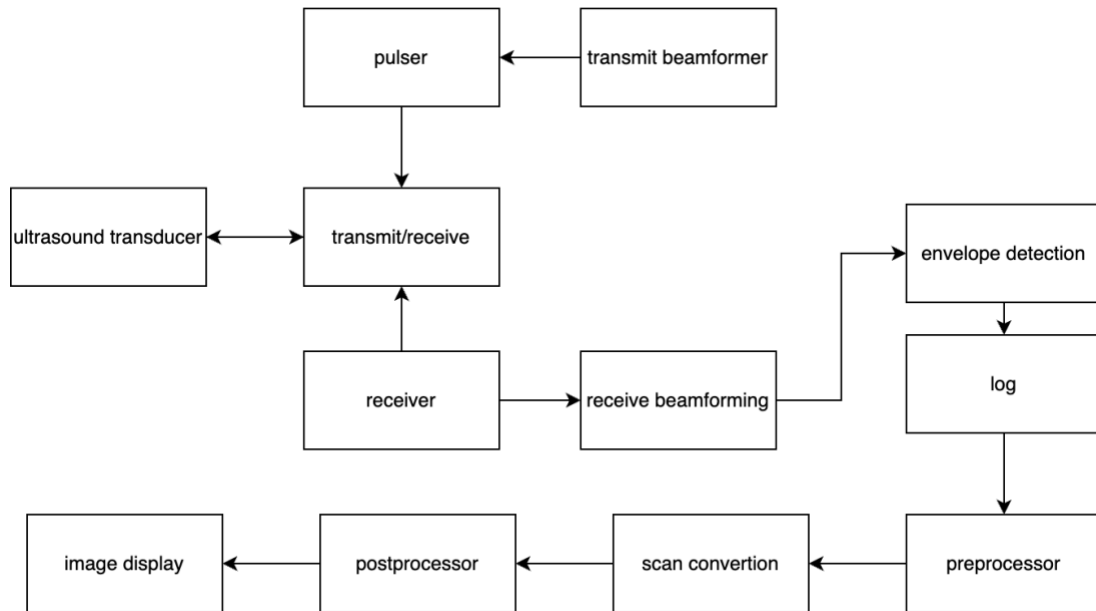 pulser
transmit beamformer
ultrasound transducer
transmit/receive
envelope detection
log
receiver
receive beamforming
image display
postprocessor
scan convertion
preprocessor